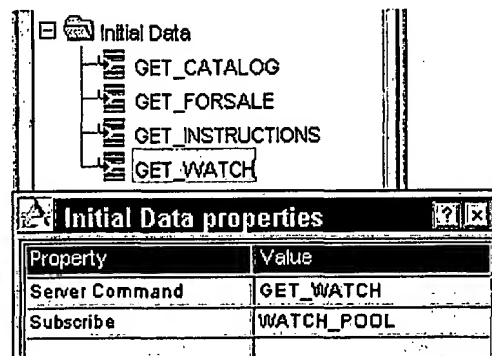 Initial Data
GET_CATALOG
GET_FORSALE
GET_INSTRUCTIONS
GET_WATCH
Initial Data properties
Property Value
Server Command GET_WATCH
Subscribe WATCH_POOL